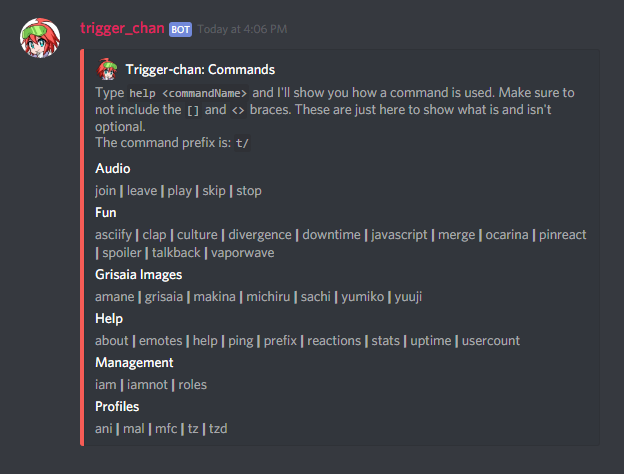 trigger_chan BOT Today at 4:06 PM
Trigger-chan: Commands
Type help <commandName> and I'll show you how a command is used. Make sure to
not include the [] and <> braces. These are just here to show what is and isn't
optional.
The command prefix is: t/
Audio
join | leave | play | skip | stop
Fun
asciify | clap | culture | divergence | downtime | javascript | merge | ocarina | pinreact
| spoiler | talkback | vaporwave
Grisaia Images
amane | grisaia | makina | michiru | sachi | yumiko | yuuji
Help
about | emotes | help | ping | prefix | reactions | stats | uptime | usercount
Management
iam | iamnot | roles
Profiles
ani | mal | mfc | tz | tzd